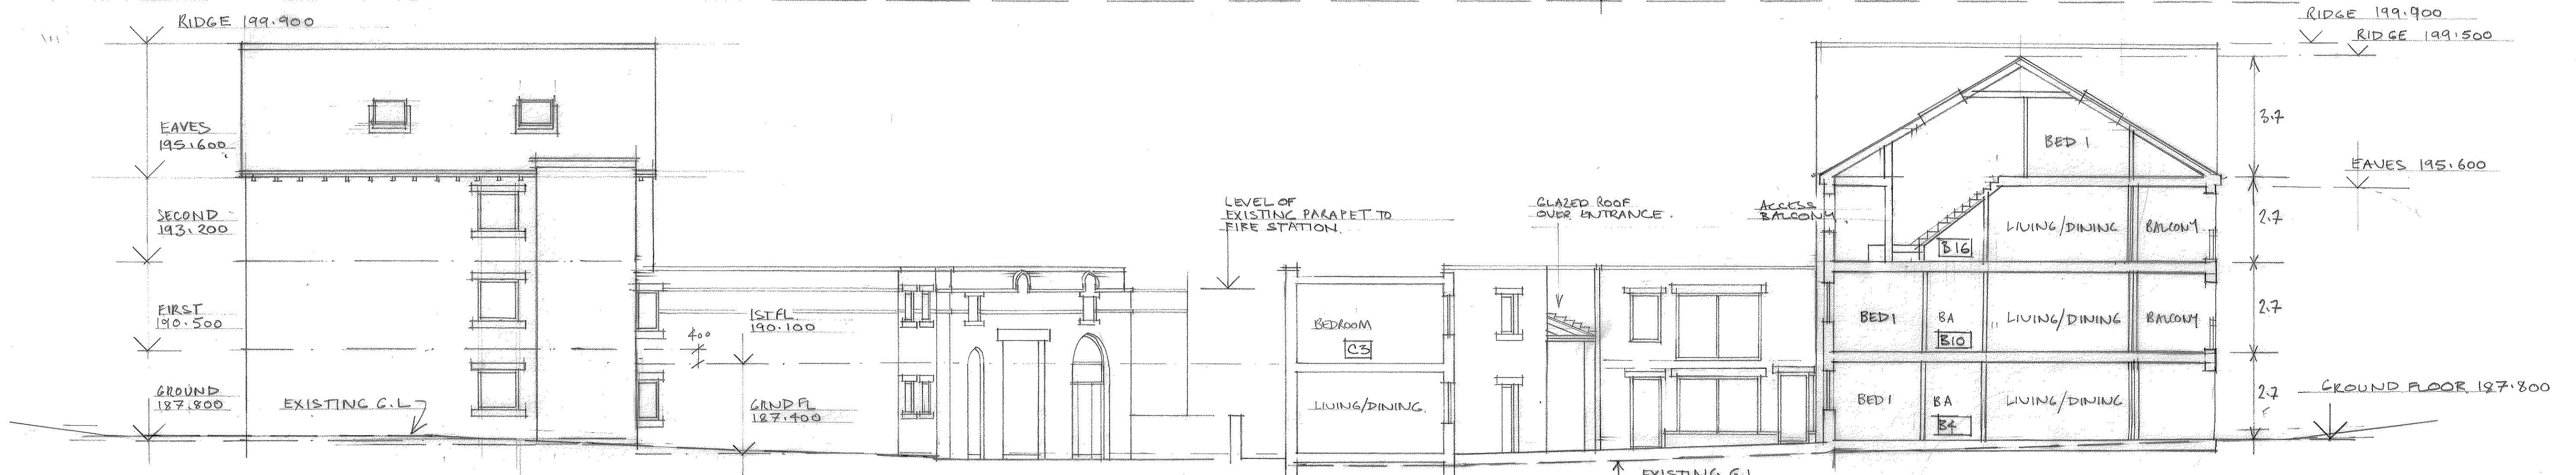 RIDGE 199.900
EAVES
195.600
SECOND
193.200
FIRST
190.500
GROUND
187.800
EXISTING G.L
400
1ST FL
190.100
GRND FL
187.400
LEVEL OF
EXISTING PARAPET TO
FIRE STATION.
BEDROOM
C3
LIVING/DINING.
GLAZED ROOF
OVER ENTRANCE.
ACCESS
BALCONY.
EXISTING G.L
BED 1
B16
LIVING/DINING
BALCONY
BED1
BA
B10
LIVING/DINING
BALCONY
BED1
BA
B4
LIVING/DINING
3.7
2.7
2.7
2.7
RIDGE 199.900
RIDGE 199.500
EAVES 195.600
GROUND FLOOR 187.800